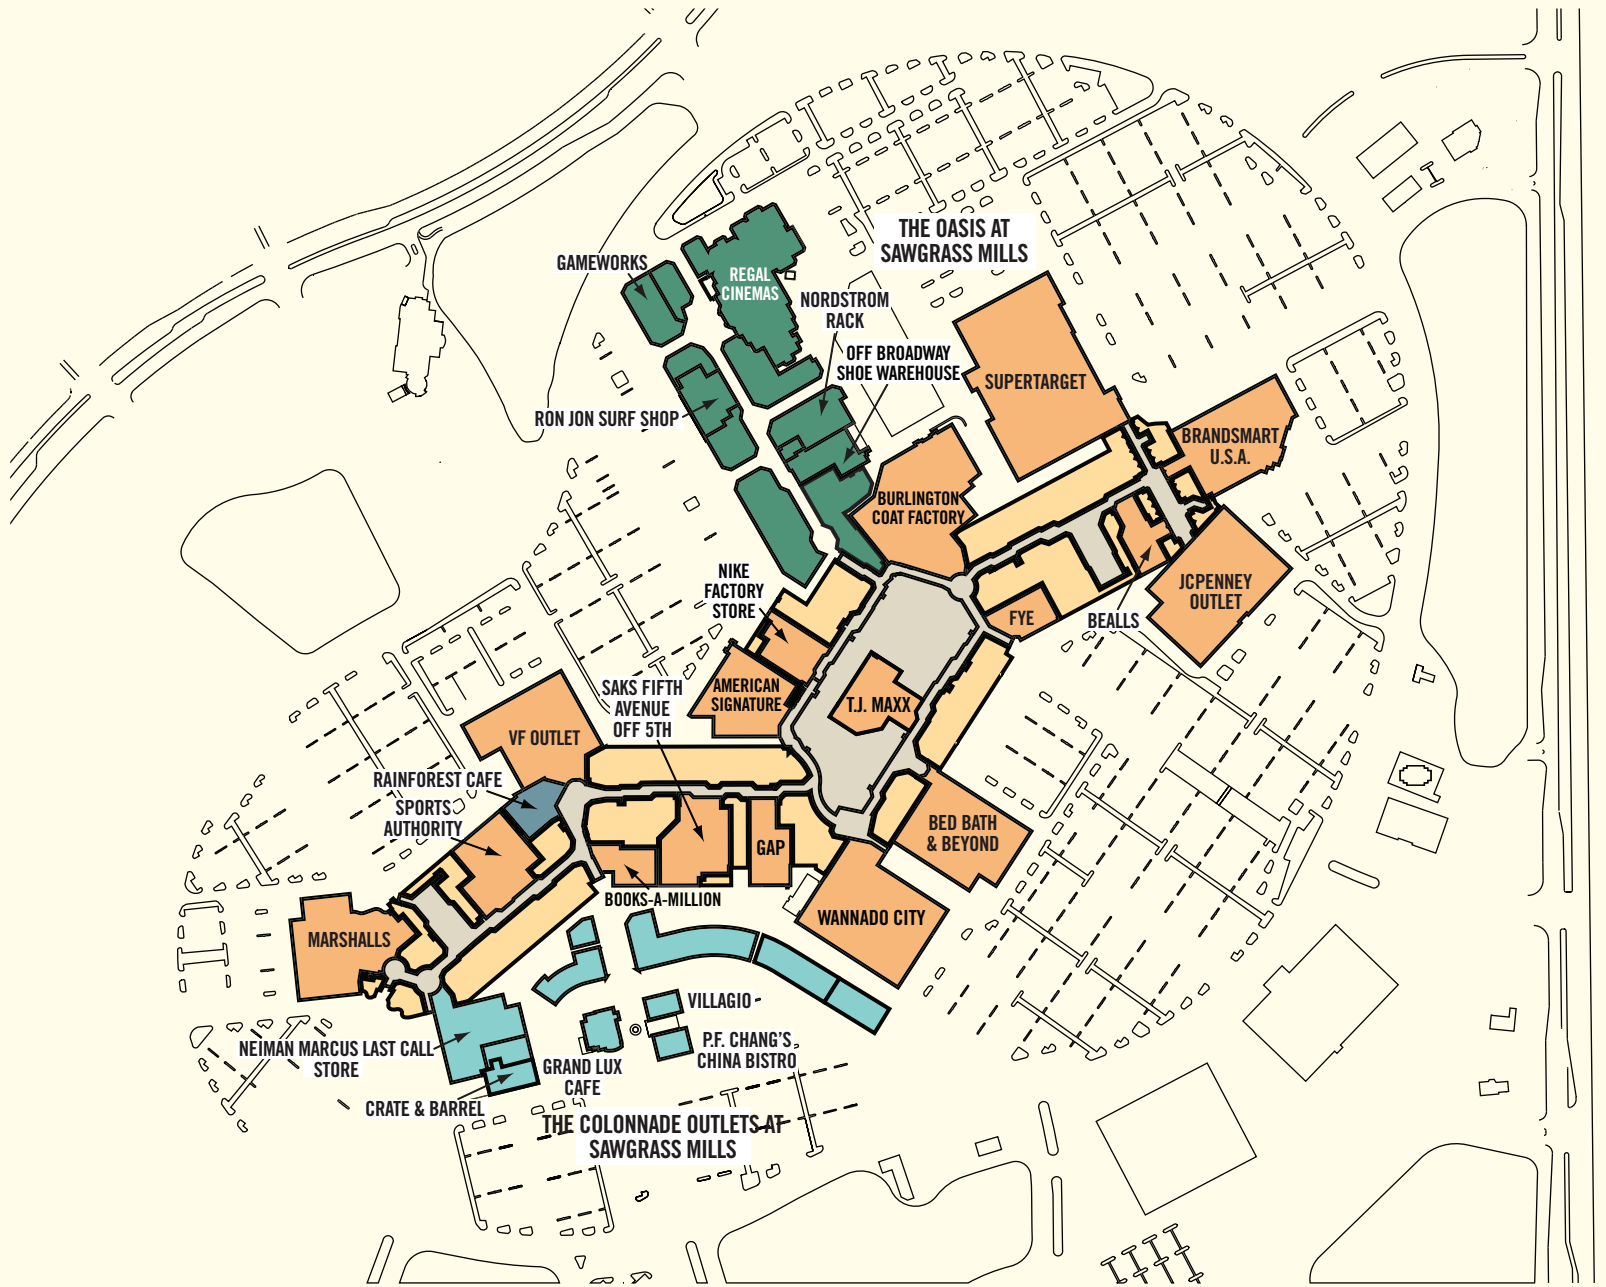 THE OASIS AT
SAWGRASS MILLS
GAMEWORKS
REGAL
CINEMAS
NORDSTROM
RACK
OFF BROADWAY
SHOE WAREHOUSE
SUPERTARGET
RON JON SURF SHOP
BRANDSMART
U.S.A.
BURLINGTON
COAT FACTORY
NIKE
FACTORY
STORE
JCPENNEY
OUTLET
FYE
BEALLS
SAKS FIFTH
AVENUE
OFF 5TH
AMERICAN
SIGNATURE
T.J. MAXX
VF OUTLET
RAINFOREST CAFE
SPORTS
AUTHORITY
BED BATH
& BEYOND
GAP
BOOKS-A-MILLION
WANNADO CITY
MARSHALLS
VILLAGIO
NEIMAN MARCUS LAST CALL
STORE
P.F. CHANG'S
CHINA BISTRO
GRAND LUX
CAFE
CRATE & BARREL
THE COLONNADE OUTLETS AT
SAWGRASS MILLS